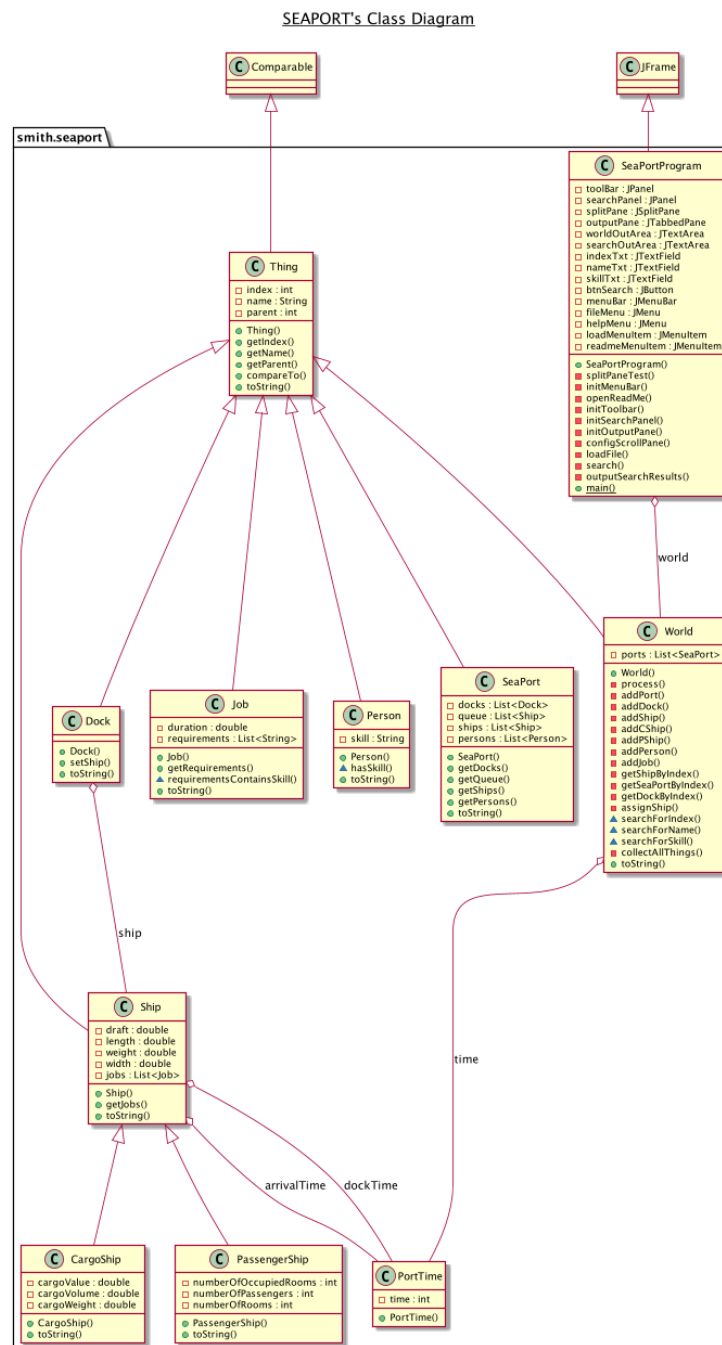 SEAPORT's Class Diagram
C Comparable
C JFrame
smith.seaport
C SeaPortProgram
toolBar : JPanel
searchPanel : JPanel
splitPane : JSplitPane
outputPane : JTabbedPane
worldOutArea : JTextArea
searchOutArea : JTextArea
indexTxt : JTextField
nameTxt : JTextField
skillTxt : JTextField
btnSearch : JButton
menuBar : JMenuBar
fileMenu : JMenu
helpMenu : JMenu
loadMenuItem : JMenuItem
readmeMenuItem : JMenuItem
SeaPortProgram()
splitPaneTest()
initMenuBar()
openReadMe()
initToolbar()
initSearchPanel()
initOutputPane()
configScrollPane()
loadFile()
search()
outputSearchResults()
main()
C Thing
index : int
name : String
parent : int
Thing()
getIndex()
getName()
getParent()
compareTo()
toString()
world
C World
ports : List<SeaPort>
World()
process()
addPort()
addDock()
addShip()
addCShip()
addPShip()
addPerson()
addJob()
getShipByIndex()
getSeaPortByIndex()
getDockByIndex()
assignShip()
searchForIndex()
searchForName()
searchForSkill()
collectAllThings()
toString()
C Dock
Dock()
setShip()
toString()
C Job
duration : double
requirements : List<String>
Job()
getRequirements()
requirementsContainsSkill()
toString()
C Person
skill : String
Person()
hasSkill()
toString()
C SeaPort
docks : List<Dock>
queue : List<Ship>
ships : List<Ship>
persons : List<Person>
SeaPort()
getDocks()
getQueue()
getShips()
getPersons()
toString()
ship
C Ship
draft : double
length : double
weight : double
width : double
jobs : List<Job>
Ship()
getJobs()
toString()
time
arrivalTime
dockTime
C CargoShip
cargoValue : double
cargoVolume : double
cargoWeight : double
CargoShip()
toString()
C PassengerShip
numberOfOccupiedRooms : int
numberOfPassengers : int
numberOfRooms : int
PassengerShip()
toString()
C PortTime
time : int
PortTime()